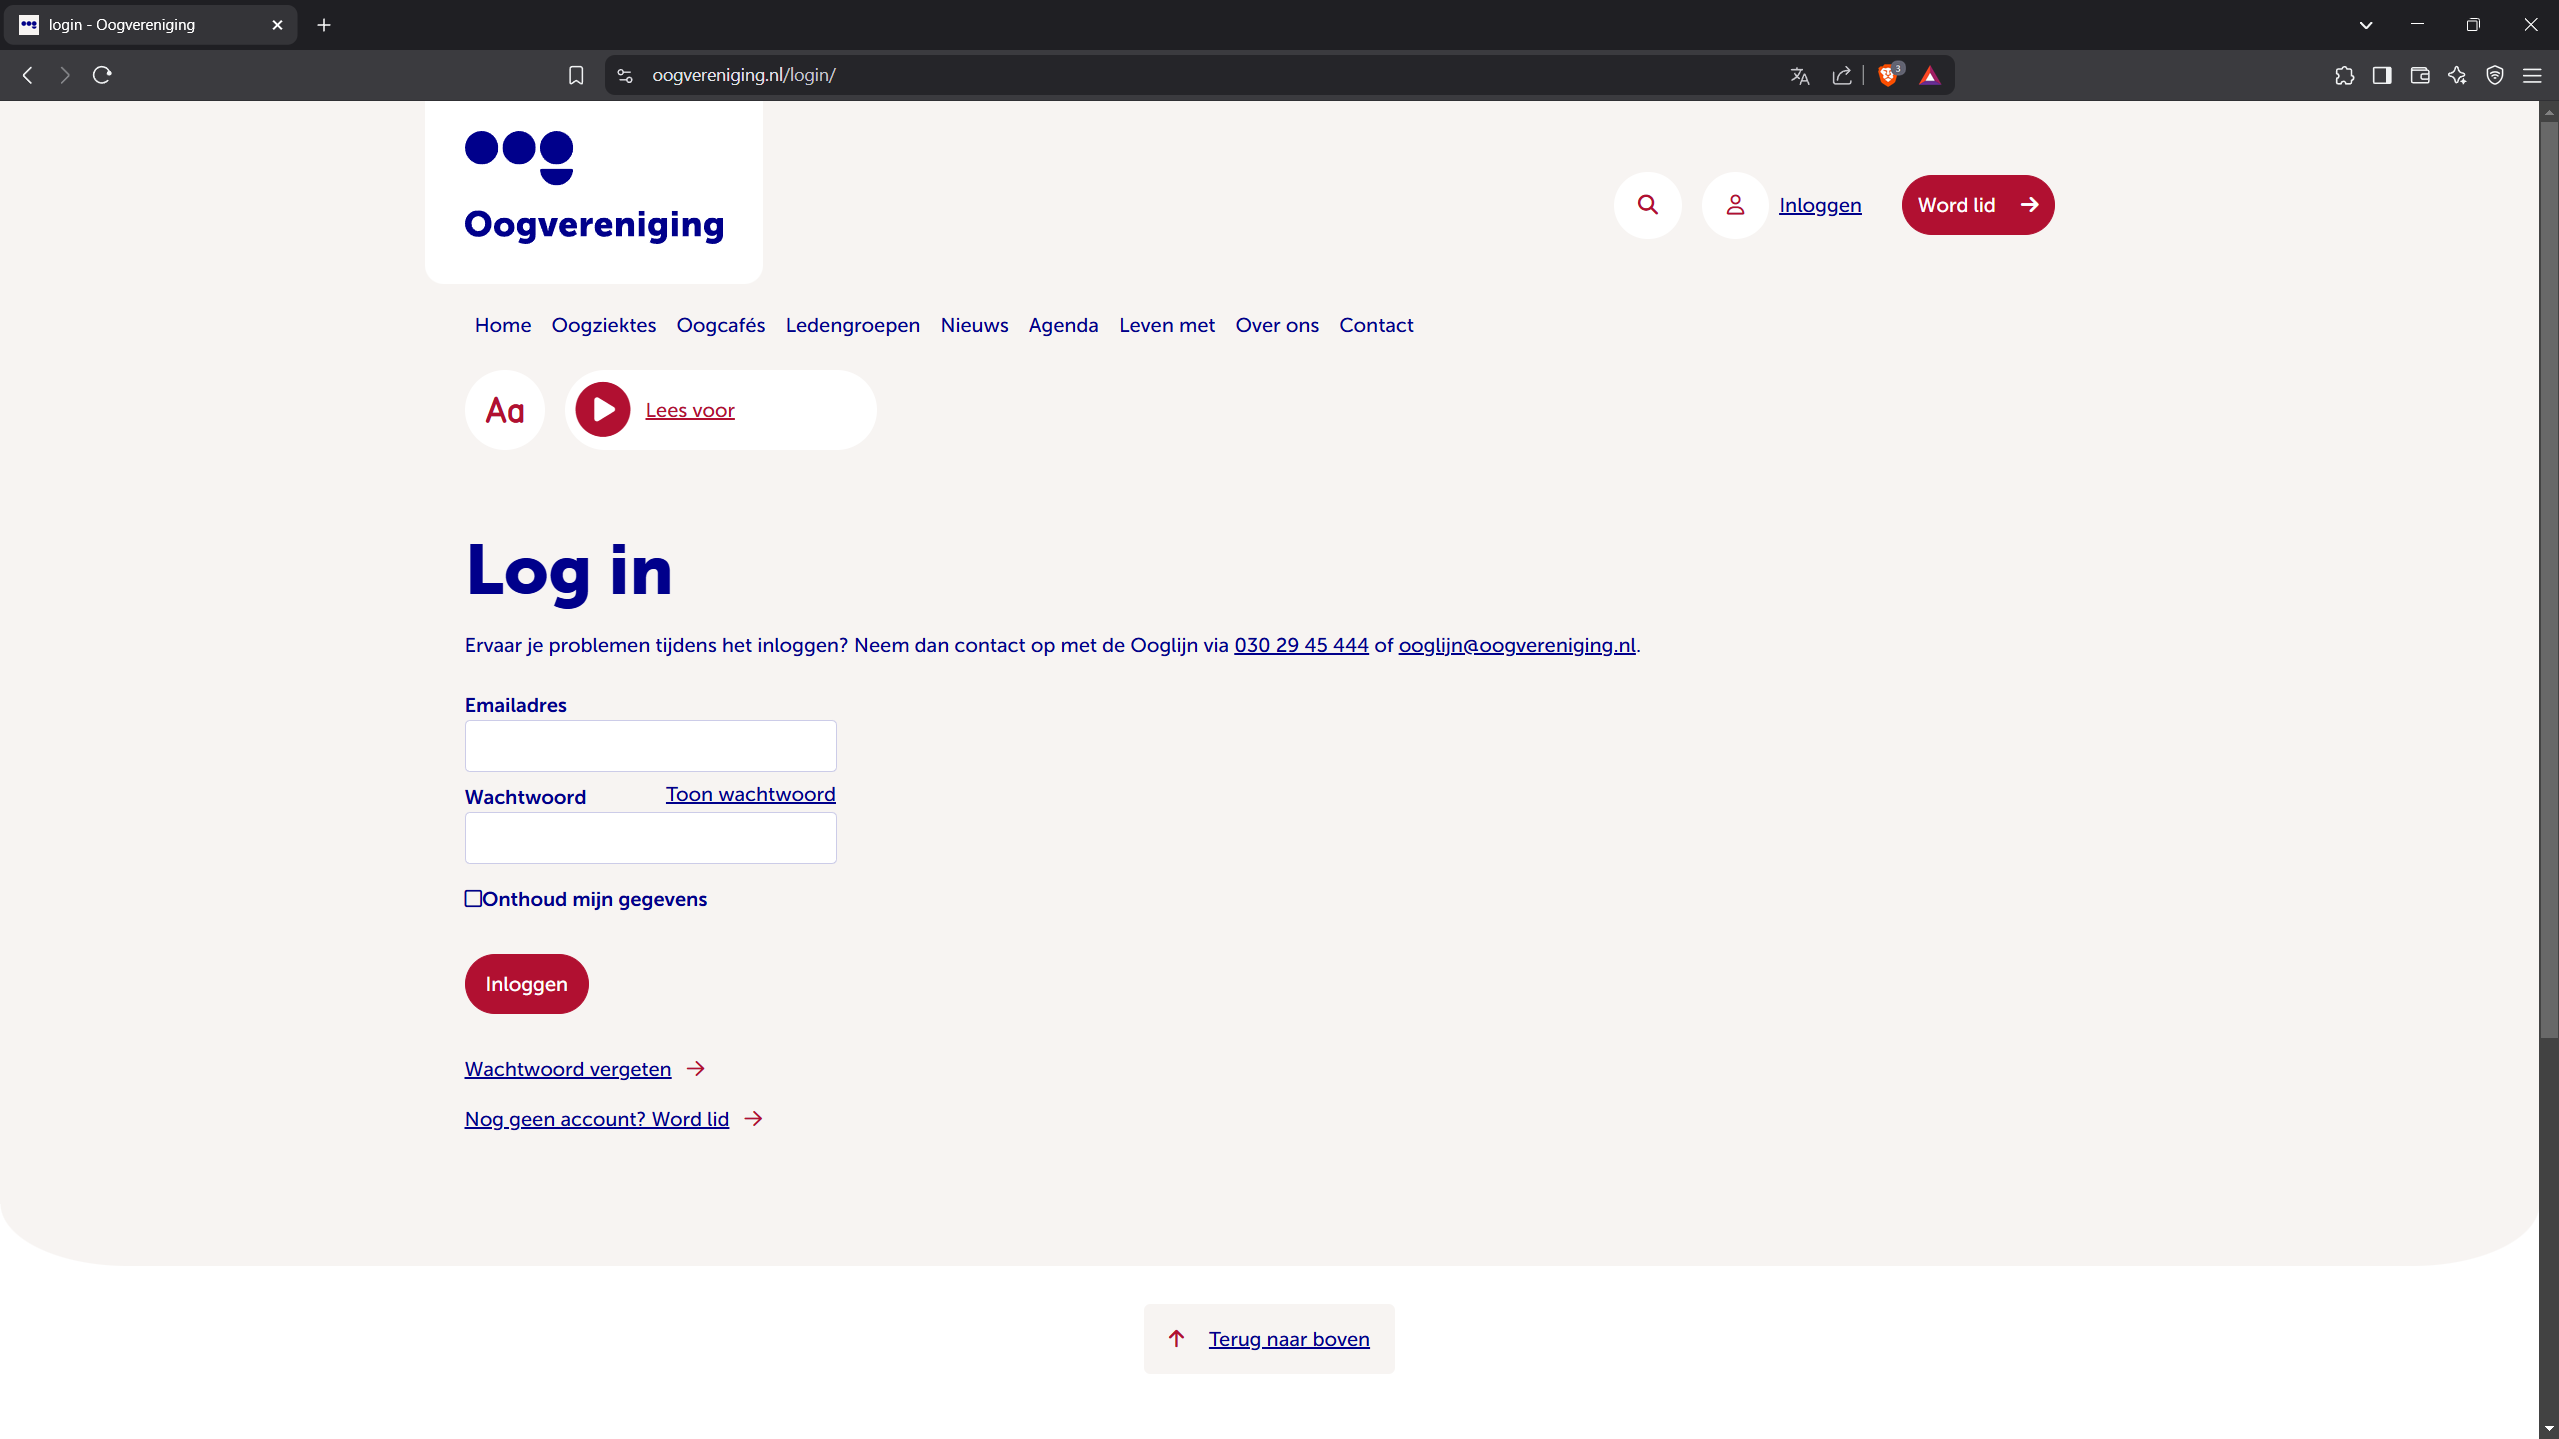 login - Oogvereniging
oogvereniging.nl/login/
3
Oogvereniging
Inloggen
Word lid
Home Oogziektes Oogcafés Ledengroepen Nieuws Agenda Leven met Over ons Contact
Aa
Lees voor
Log in
Ervaar je problemen tijdens het inloggen? Neem dan contact op met de Ooglijn via 030 29 45 444 of ooglijn@oogvereniging.nl.
Emailadres
Wachtwoord Toon wachtwoord
Onthoud mijn gegevens
Inloggen
Wachtwoord vergeten
Nog geen account? Word lid
Terug naar boven